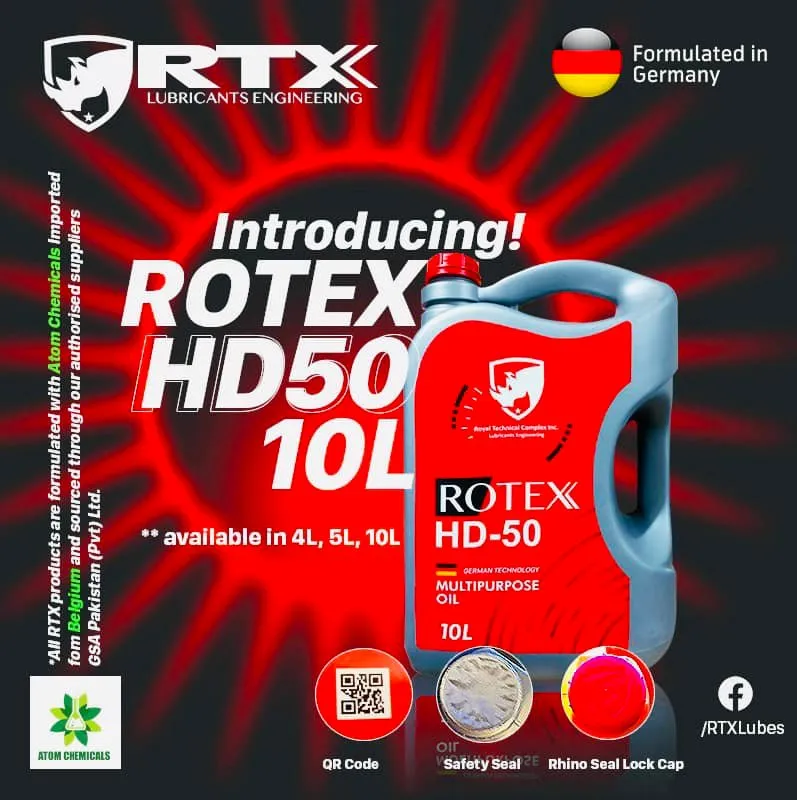 RTX
LUBRICANTS ENGINEERING
Formulated in
Germany
*All RTX products are formulated with Atom Chemicals Imported
fom Belgium and sourced through our authorised suppliers
GSA Pakistan (Pvt) Ltd.
Introducing!
ROTEX
HD50
10L
** available in 4L, 5L, 10L
Royal Technical Complex Inc.
Lubricants Engineering
ROTEX
HD-50
GERMAN TECHNOLOGY
MULTIPURPOSE
OIL
10L
ATOM CHEMICALS
QR Code
Safety Seal
Rhino Seal Lock Cap
/RTXLubes